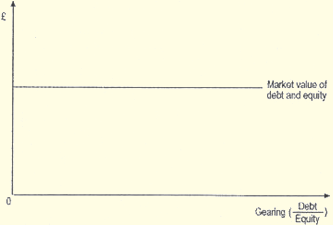 £
Market value of
debt and equity
0
Gearing (Debt/Equity)